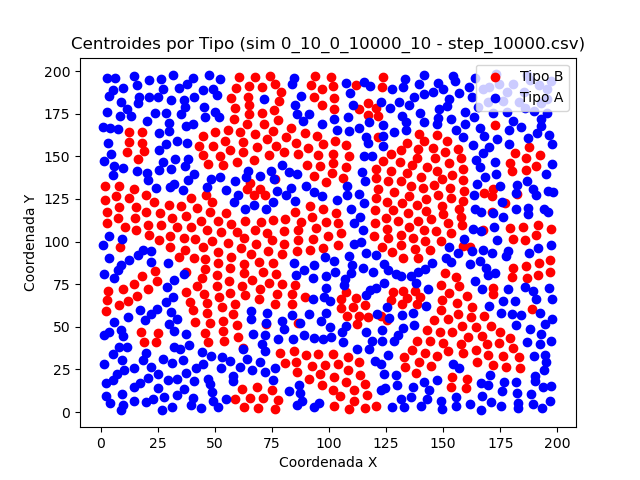 Centroides por Tipo (sim 0_10_0_10000_10 - step_10000.csv)
Tipo B
Tipo A
Coordenada Y
200
175
150
125
100
75
50
25
0
0 25 50 75 100 125 150 175 200
Coordenada X